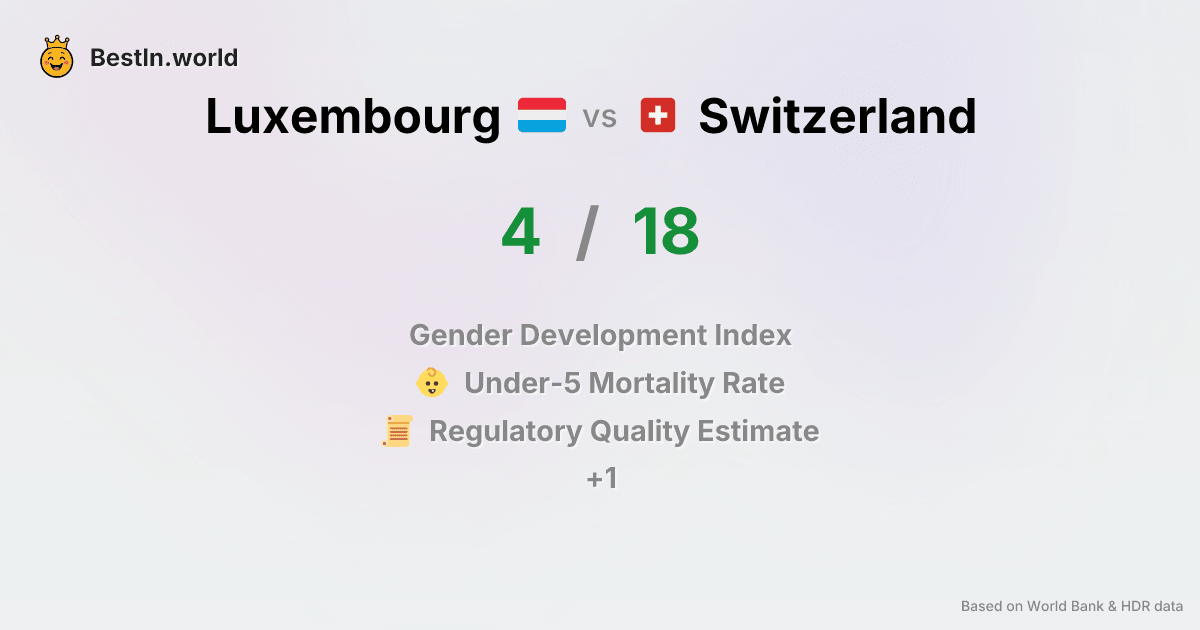 BestIn.world
Luxembourg vs Switzerland
4 / 18
Gender Development Index
Under-5 Mortality Rate
Regulatory Quality Estimate
+1
Based on World Bank & HDR data